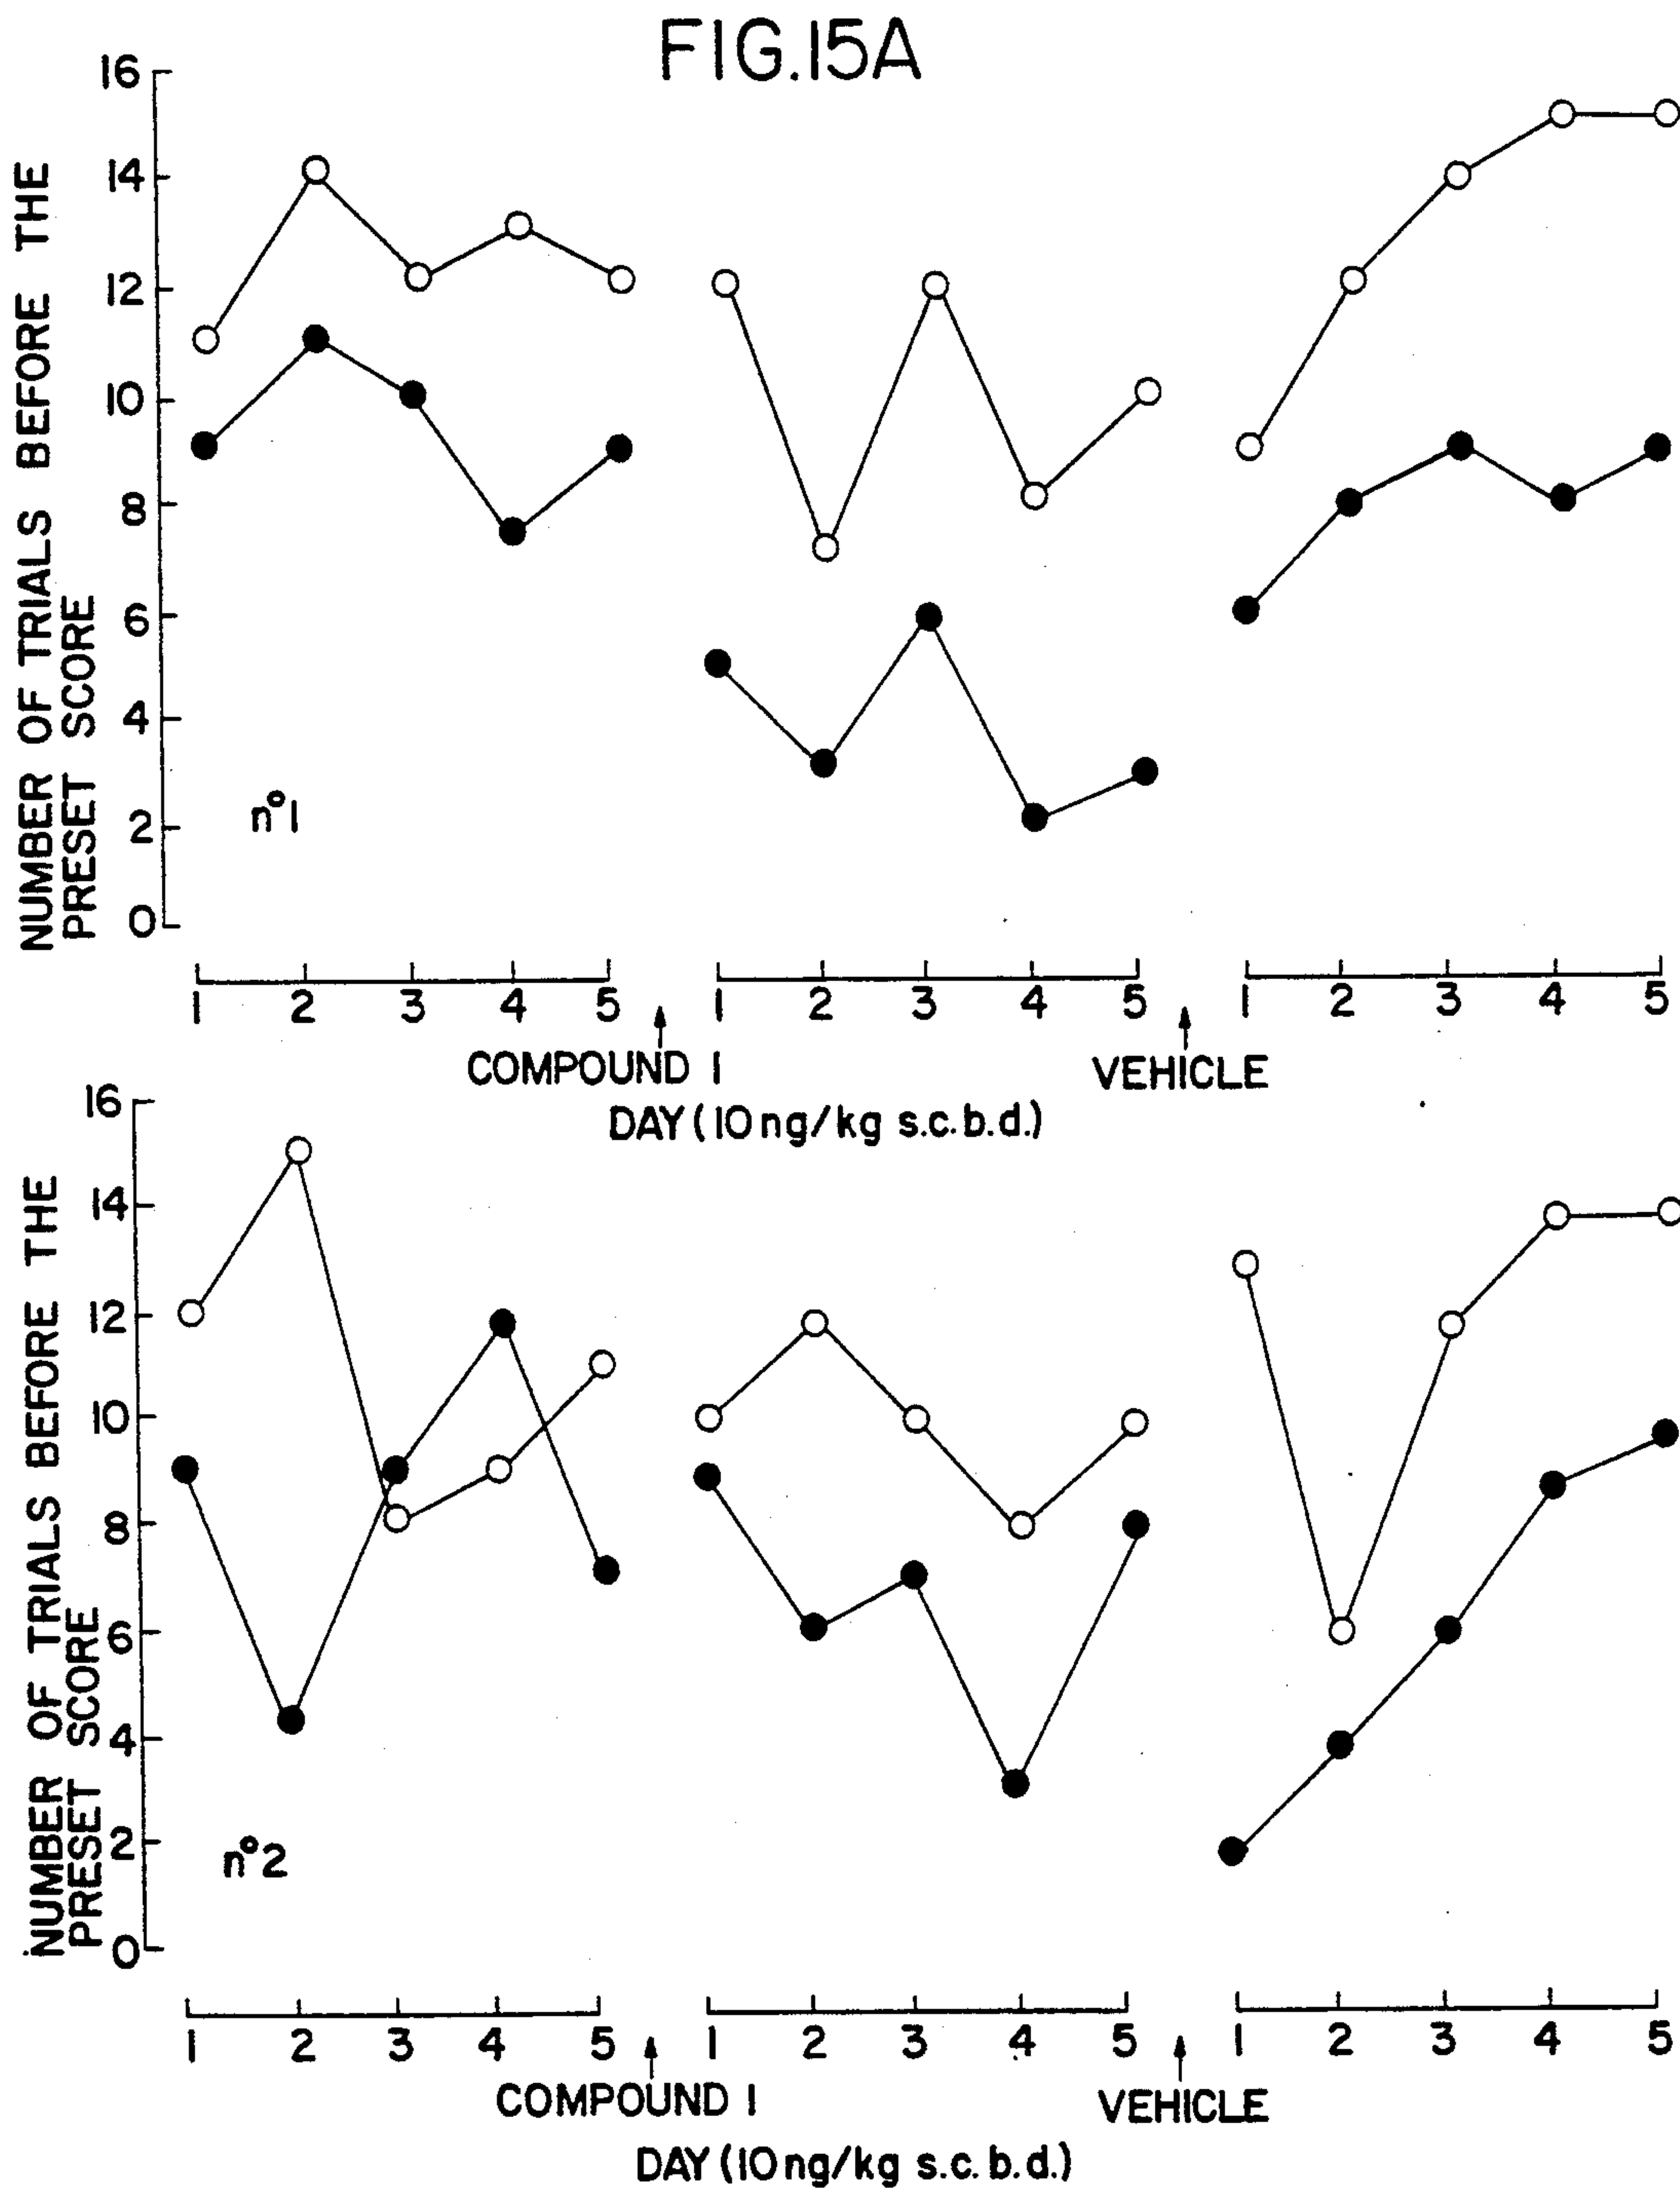 FIG.15A
NUMBER OF TRIALS BEFORE THE
PRESET SCORE
16
14
12
10
8
6
4
2
0
n°1
1 2 3 4 5 1 2 3 4 5 1 2 3 4 5
COMPOUND 1 VEHICLE
DAY (10 ng/kg s.c. b.d.)
NUMBER OF TRIALS BEFORE THE
PRESET SCORE
16
14
12
10
8
6
4
2
0
n°2
1 2 3 4 5 1 2 3 4 5 1 2 3 4 5
COMPOUND 1 VEHICLE
DAY (10 ng/kg s.c. b.d.)